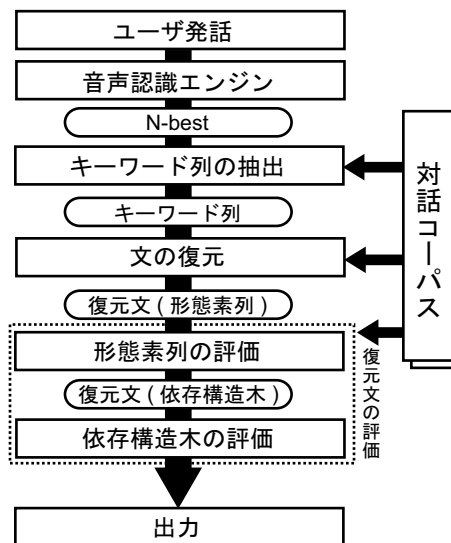 ユーザ発話
音声認識エンジン
N-best
キーワード列の抽出
キーワード列
文の復元
復元文 ( 形態素列 )
形態素列の評価
復元文 ( 依存構造木 )
依存構造木の評価
出力
対話コーパス
復元文の評価